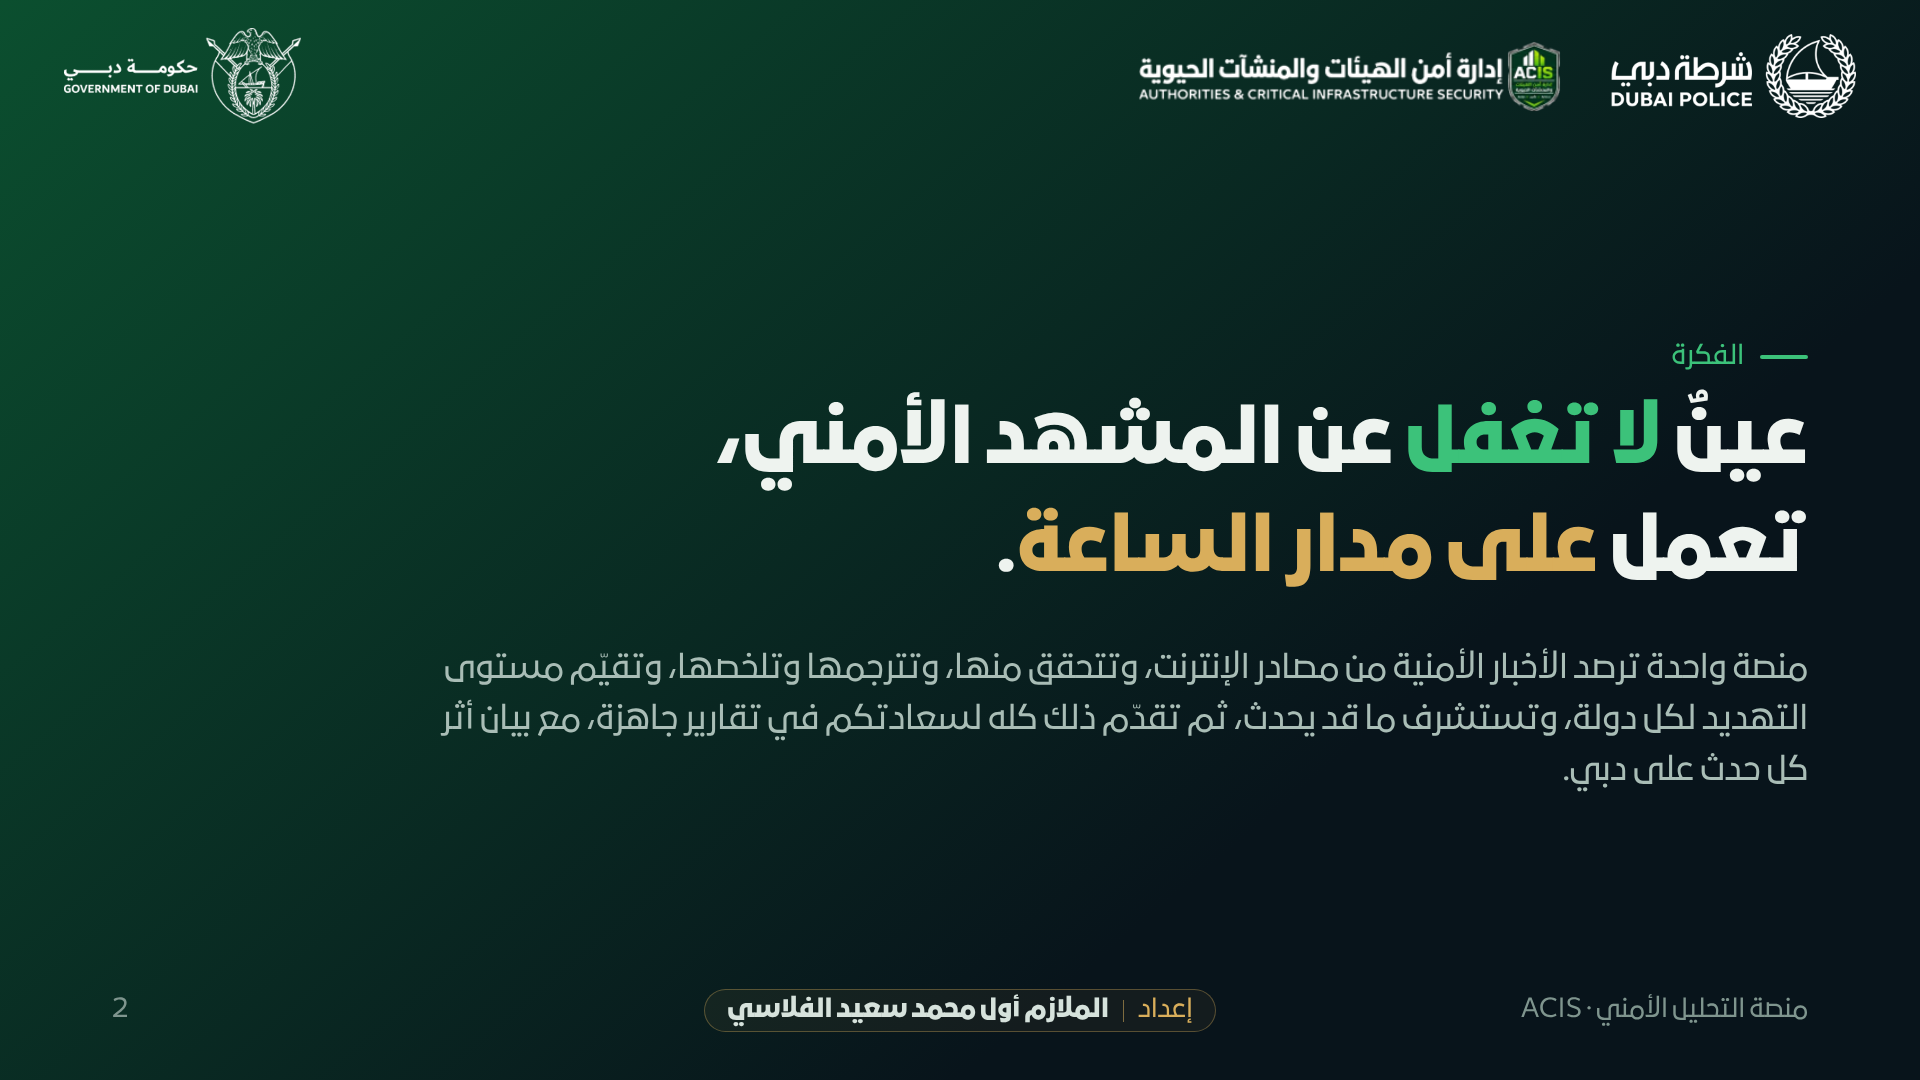 شرطة دبي
DUBAI POLICE
إدارة أمن الهيئات والمنشآت الحيوية
AUTHORITIES & CRITICAL INFRASTRUCTURE SECURITY
ACIS
حكومـــة دبـــي
GOVERNMENT OF DUBAI
الفكرة
عينٌ لا تغفل عن المشهد الأمني،
تعمل على مدار الساعة.
منصة واحدة ترصد الأخبار الأمنية من مصادر الإنترنت، وتتحقق منها، وتترجمها وتلخصها، وتقيّم مستوى
التهديد لكل دولة، وتستشرف ما قد يحدث، ثم تقدّم ذلك كله لسعادتكم في تقارير جاهزة، مع بيان أثر
كل حدث على دبي.
منصة التحليل الأمني · ACIS
إعداد | الملازم أول محمد سعيد الفلاسي
2